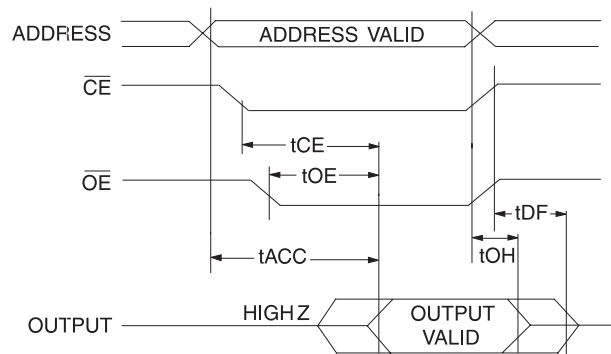 ADDRESS
ADDRESS VALID
CE
tCE
tOE
OE
tDF
tACC
tOH
OUTPUT
HIGH Z
OUTPUT
VALID